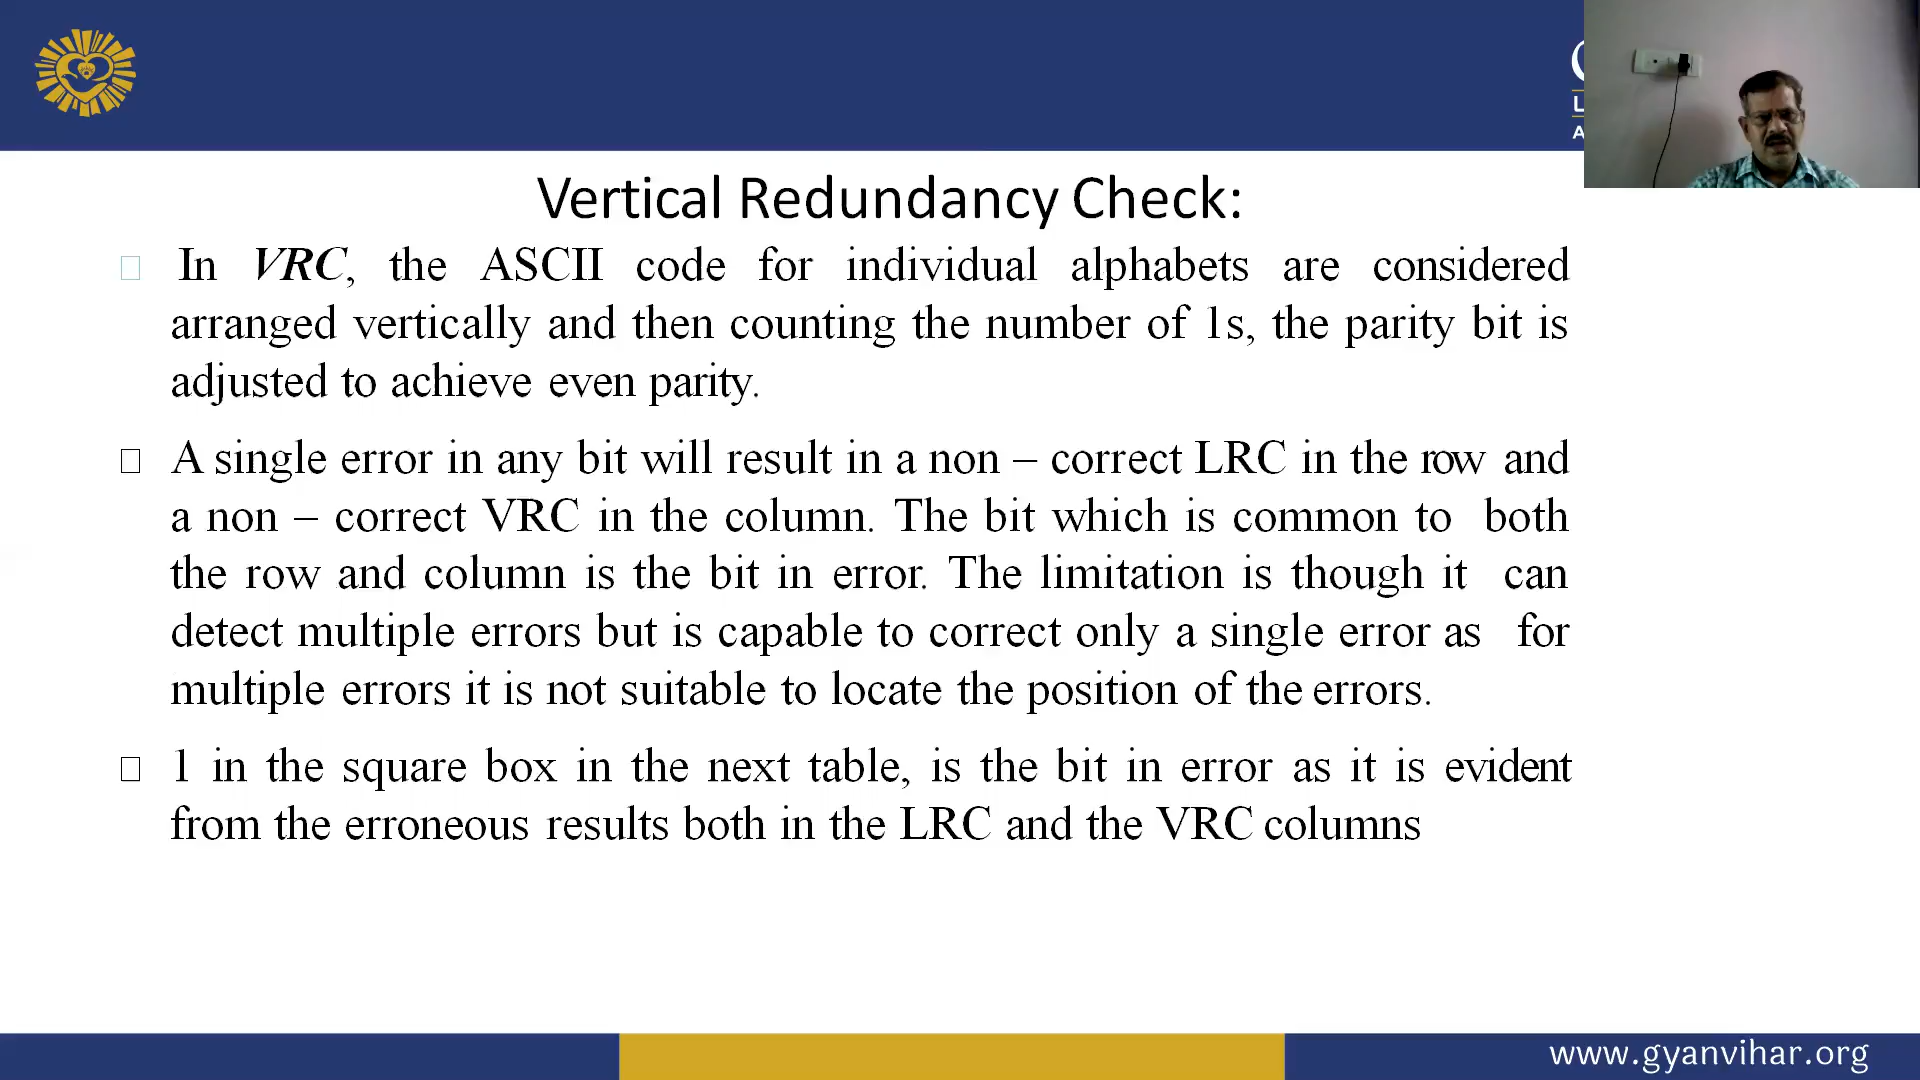 Vertical Redundancy Check:
In VRC, the ASCII code for individual alphabets are considered
arranged vertically and then counting the number of 1s, the parity bit is
adjusted to achieve even parity.
A single error in any bit will result in a non – correct LRC in the row and
a non – correct VRC in the column. The bit which is common to both
the row and column is the bit in error. The limitation is though it can
detect multiple errors but is capable to correct only a single error as for
multiple errors it is not suitable to locate the position of the errors.
1 in the square box in the next table, is the bit in error as it is evident
from the erroneous results both in the LRC and the VRC columns
www.gyanvihar.org